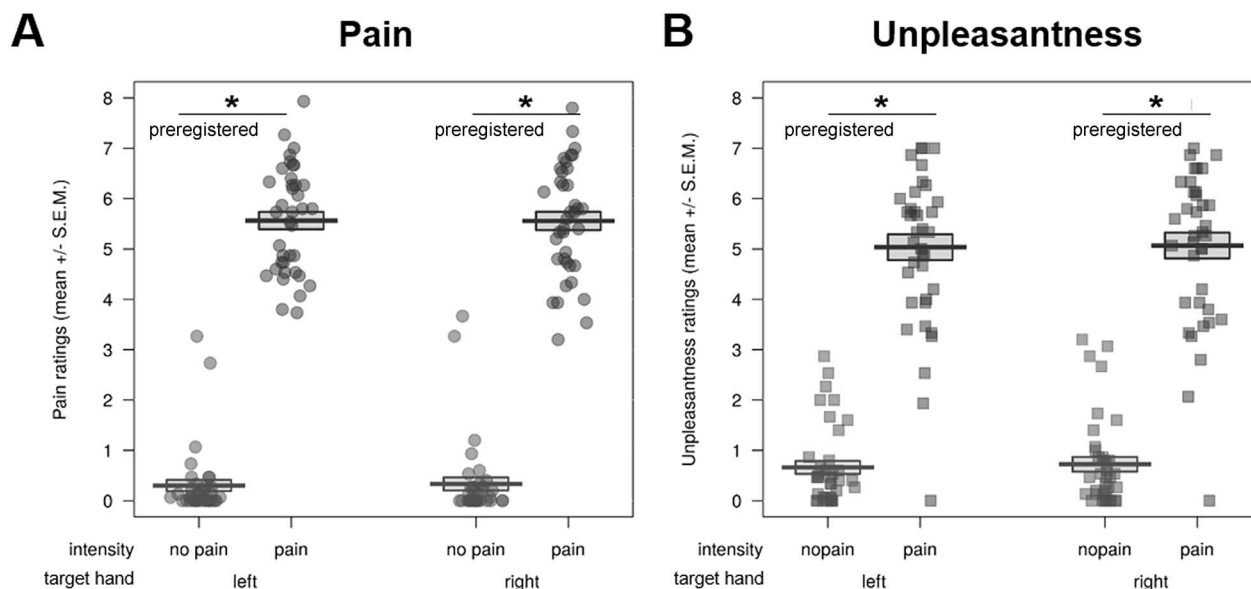 A
Pain
Pain ratings (mean +/- S.E.M.)
8
7
6
5
4
3
2
1
0
*
preregistered
*
preregistered
intensity
no pain
pain
no pain
pain
target hand
left
right
B
Unpleasantness
Unpleasantness ratings (mean +/- S.E.M.)
8
7
6
5
4
3
2
1
0
*
preregistered
*
preregistered
intensity
nopain
pain
nopain
pain
target hand
left
right